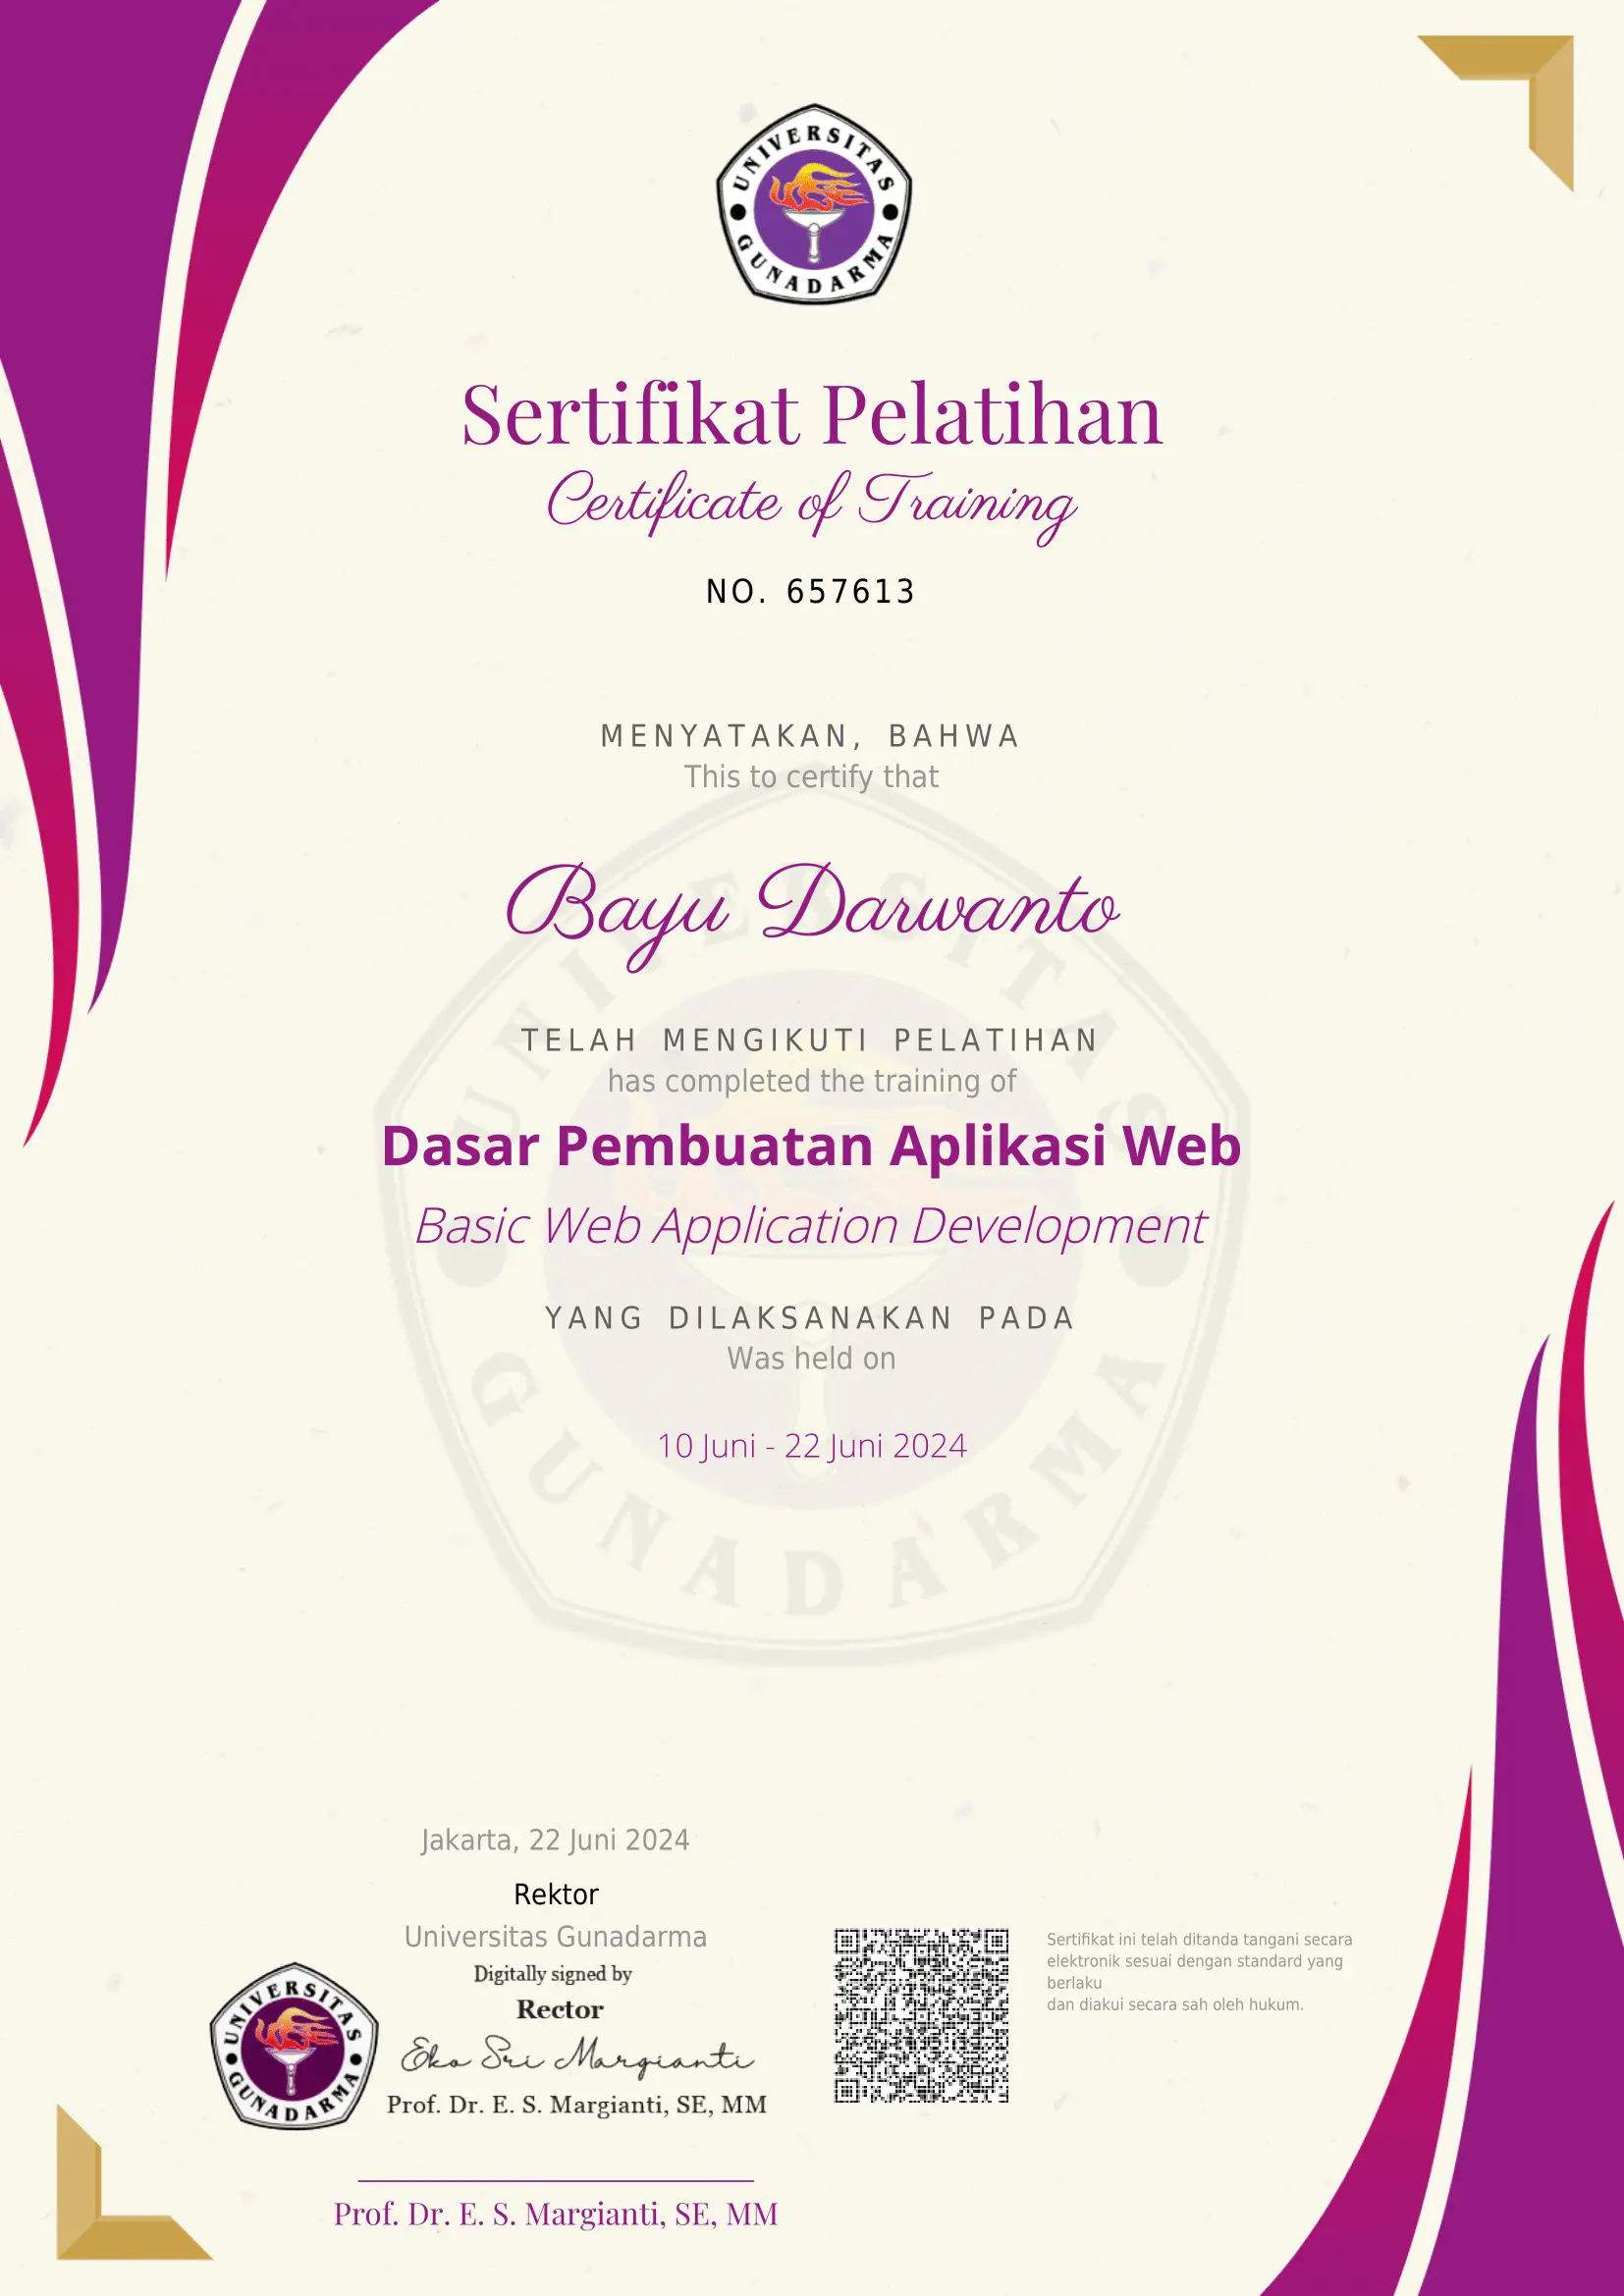 UNIVERSITAS
GUNADARMA
Sertifikat Pelatihan
Certificate of Training
NO. 657613
MENYATAKAN, BAHWA
This to certify that
Bayu Darwanto
TELAH MENGIKUTI PELATIHAN
has completed the training of
Dasar Pembuatan Aplikasi Web
Basic Web Application Development
YANG DILAKSANAKAN PADA
Was held on
10 Juni - 22 Juni 2024
UNIVERSITAS
GUNADARMA
Jakarta, 22 Juni 2024
Rektor
Universitas Gunadarma
Digitally signed by
Rector
Eko Sri Margianti
Prof. Dr. E. S. Margianti, SE, MM
UNIVERSITAS
GUNADARMA
Prof. Dr. E. S. Margianti, SE, MM
Sertifikat ini telah ditanda tangani secara
elektronik sesuai dengan standard yang
berlaku
dan diakui secara sah oleh hukum.